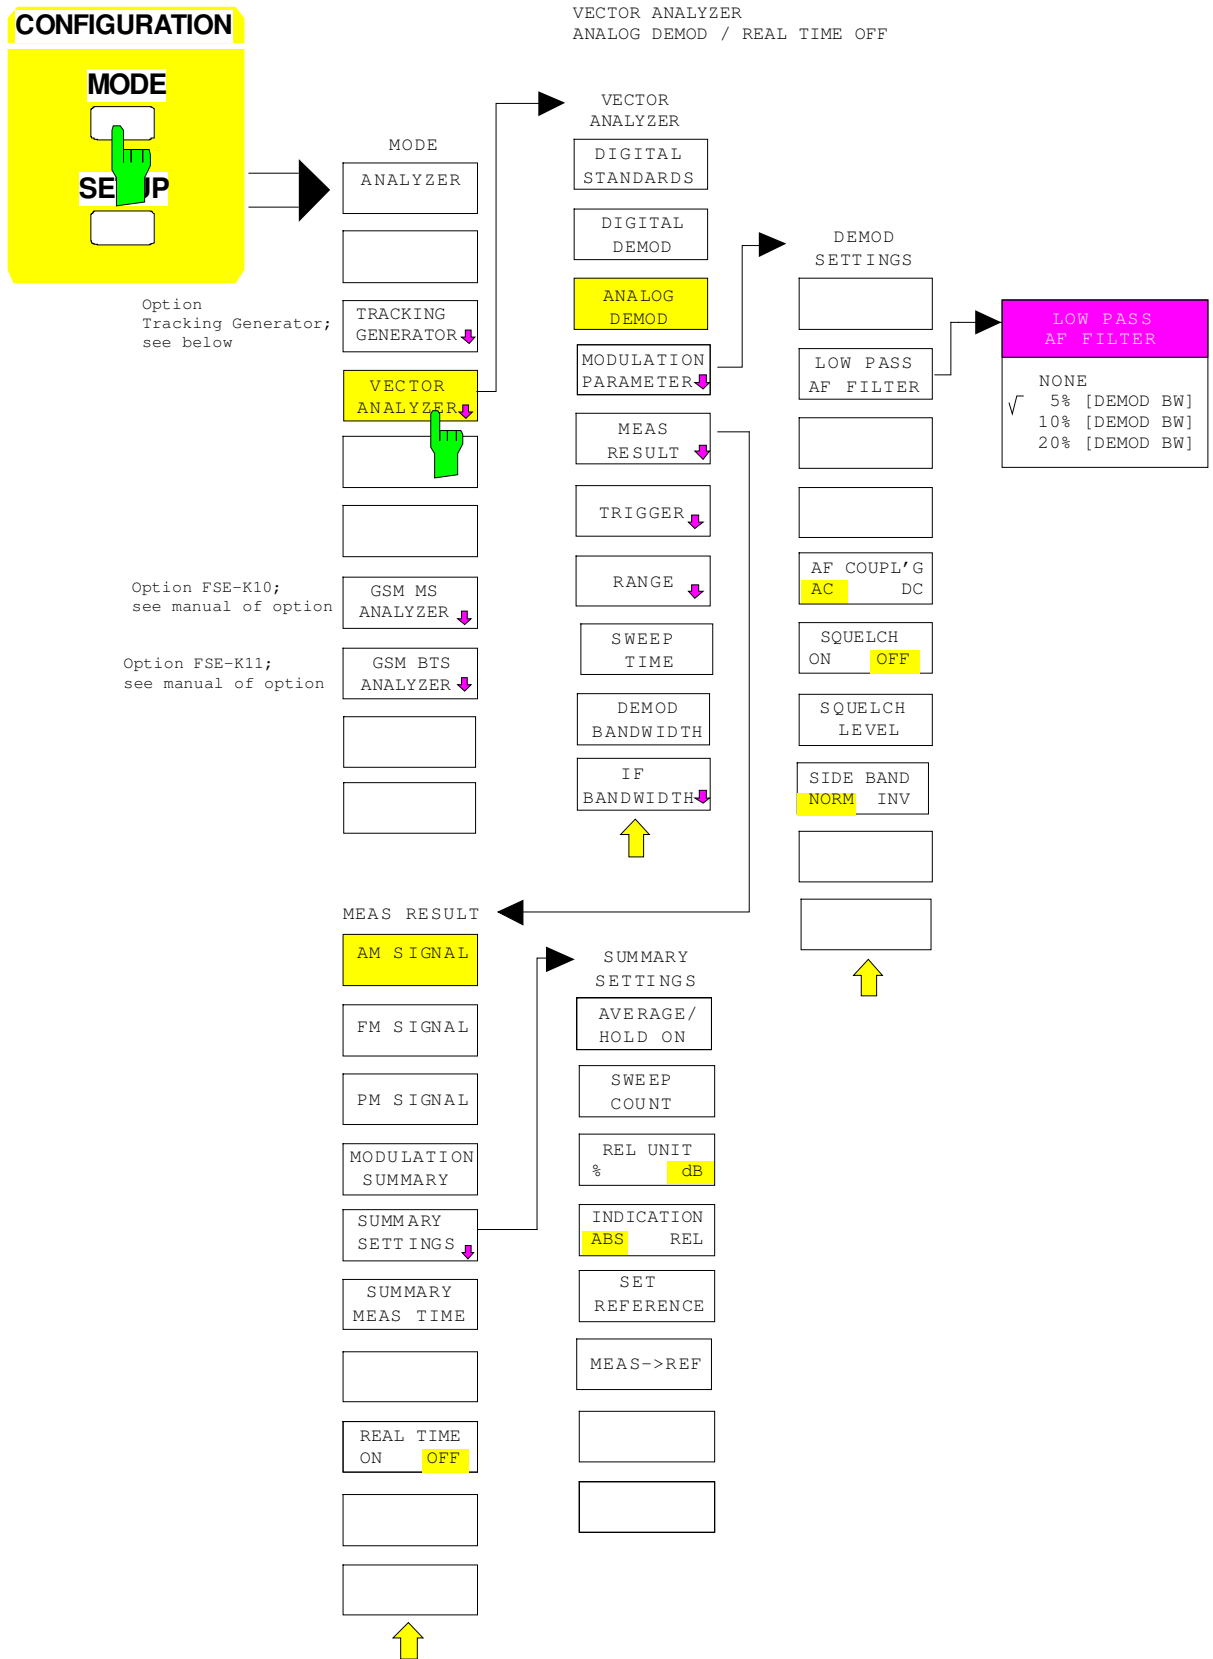 CONFIGURATION
MODE
SETUP
VECTOR ANALYZER
ANALOG DEMOD / REAL TIME OFF
MODE
ANALYZER
Option
Tracking Generator;
see below
TRACKING
GENERATOR
VECTOR
ANALYZER
Option FSE-K10;
see manual of option
GSM MS
ANALYZER
Option FSE-K11;
see manual of option
GSM BTS
ANALYZER
VECTOR
ANALYZER
DIGITAL
STANDARDS
DIGITAL
DEMOD
ANALOG
DEMOD
MODULATION
PARAMETER
MEAS
RESULT
TRIGGER
RANGE
SWEEP
TIME
DEMOD
BANDWIDTH
IF
BANDWIDTH
DEMOD
SETTINGS
LOW PASS
AF FILTER
AF COUPL'G
AC DC
SQUELCH
ON OFF
SQUELCH
LEVEL
SIDE BAND
NORM INV
LOW PASS
AF FILTER
NONE
√ 5% [DEMOD BW]
10% [DEMOD BW]
20% [DEMOD BW]
MEAS RESULT
AM SIGNAL
FM SIGNAL
PM SIGNAL
MODULATION
SUMMARY
SUMMARY
SETTINGS
SUMMARY
MEAS TIME
REAL TIME
ON OFF
SUMMARY
SETTINGS
AVERAGE/
HOLD ON
SWEEP
COUNT
REL UNIT
% dB
INDICATION
ABS REL
SET
REFERENCE
MEAS->REF